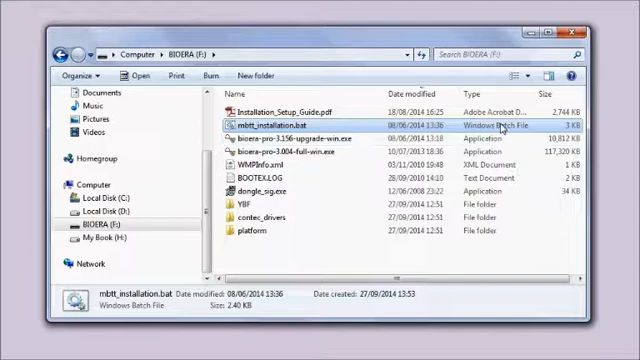 Computer ▸ BIOERA (F:) ▸
Search BIOERA (F:)
Organize Open Print Burn New folder
Name Date modified Type Size
Documents
Music
Pictures
Videos
Homegroup
Computer
Local Disk (C:)
Local Disk (D:)
BIOERA (F:)
My Book (H:)
Network
Installation_Setup_Guide.pdf 18/08/2014 16:25 Adobe Acrobat D... 2,744 KB
mbtt_installation.bat 08/06/2014 13:36 Windows Batch File 3 KB
bioera-pro-3.156-upgrade-win.exe 08/06/2014 13:36 Application 10,812 KB
bioera-pro-3.004-full-win.exe 10/07/2013 18:36 Application 117,320 KB
WMPInfo.xml 03/11/2010 19:48 XML Document 1 KB
BOOTEX.LOG 29/10/2014 14:41 Text Document 2 KB
dongle_sig.exe 12/06/2008 23:22 Application 34 KB
YBF 27/09/2014 12:51 File folder
contec_drivers 27/09/2014 12:51 File folder
platform 27/09/2014 12:51 File folder
mbtt_installation.bat Date modified: 08/06/2014 13:36 Date created: 27/09/2014 13:53
Windows Batch File Size: 2.40 KB